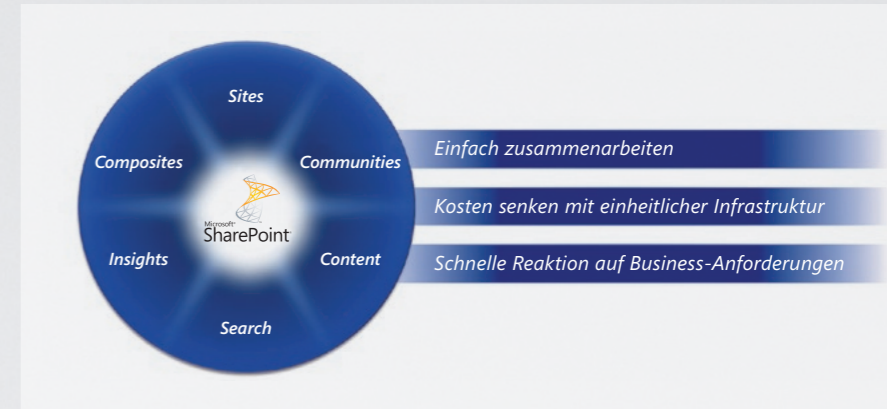 Sites
Composites
Communities
Microsoft®
SharePoint
Insights
Content
Search
Einfach zusammenarbeiten
Kosten senken mit einheitlicher Infrastruktur
Schnelle Reaktion auf Business-Anforderungen